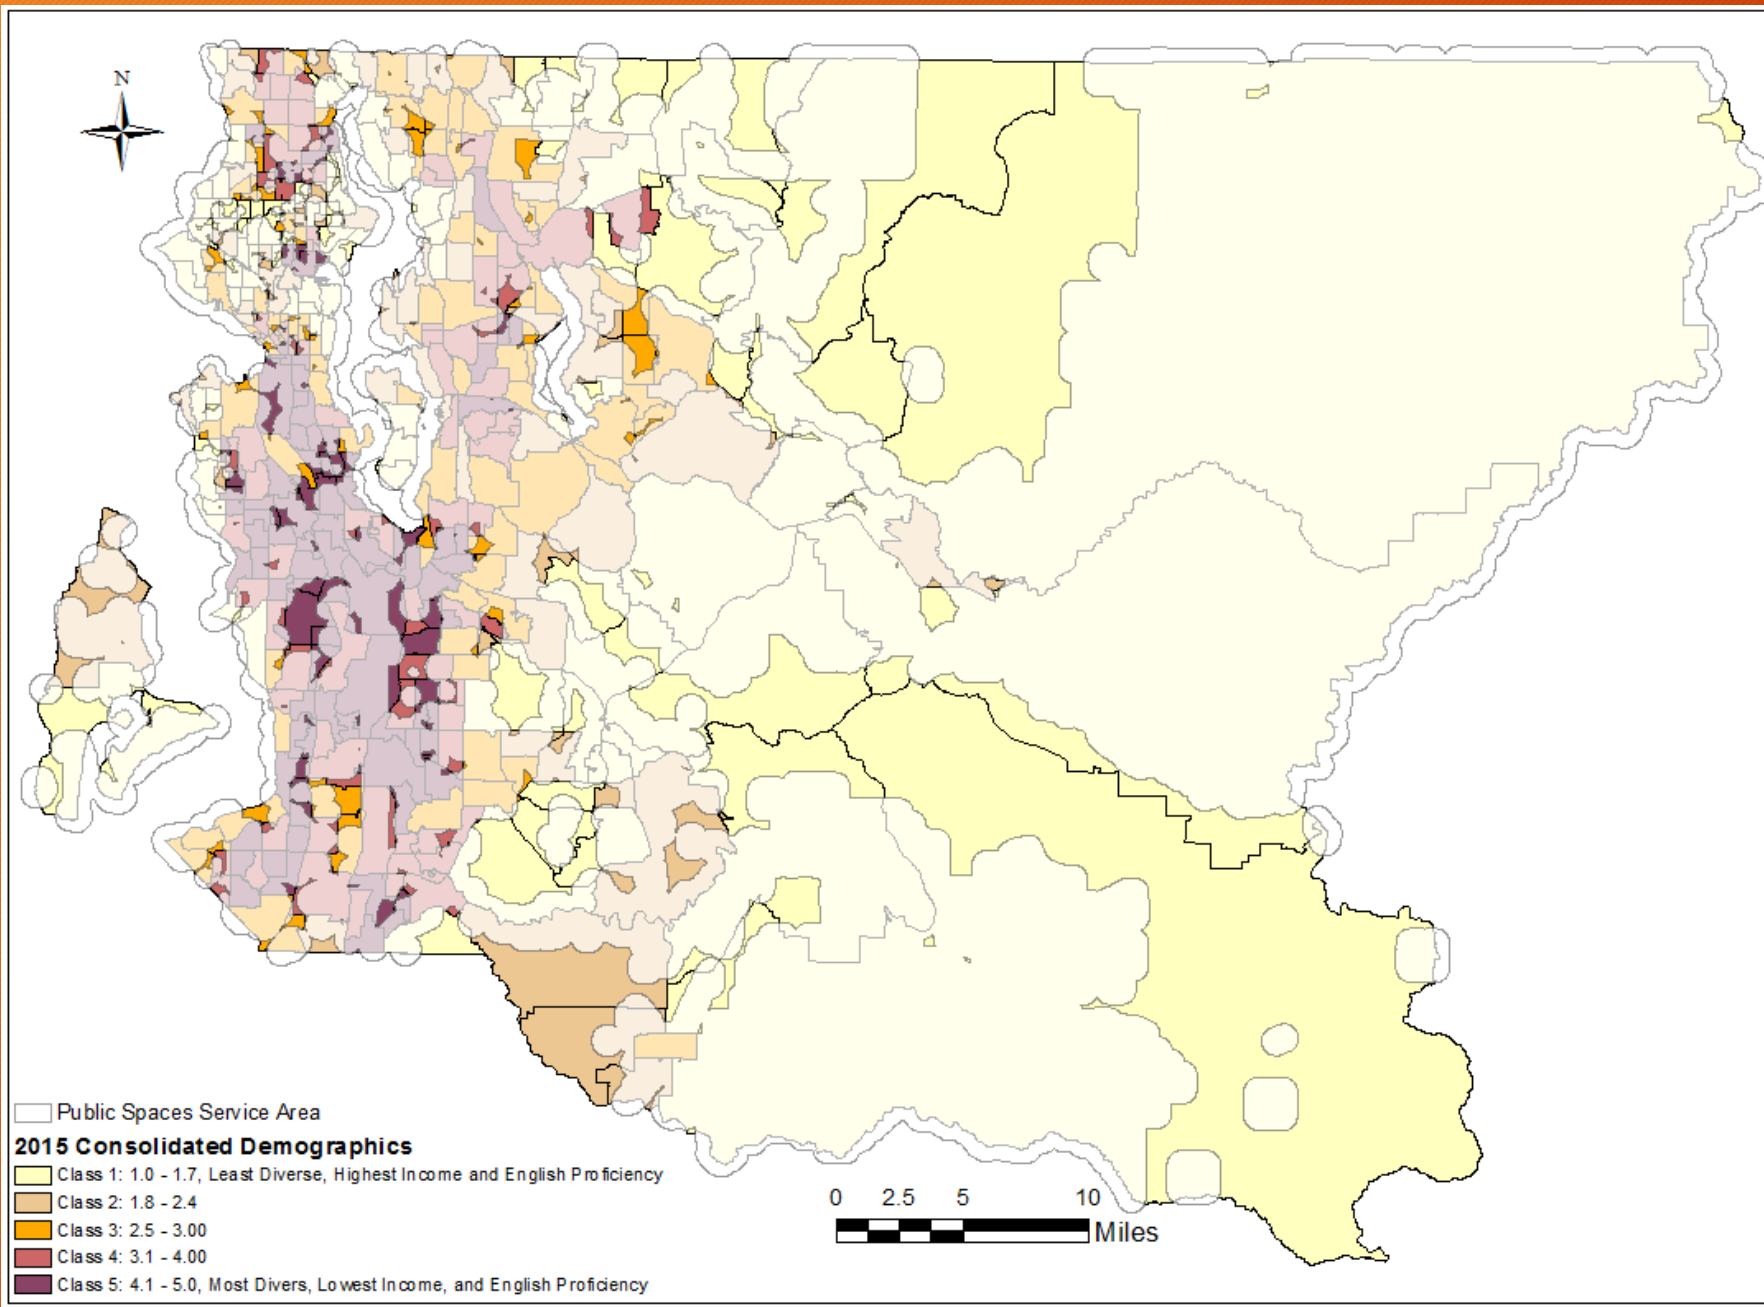 N
Public Spaces Service Area
2015 Consolidated Demographics
Class 1: 1.0 - 1.7, Least Diverse, Highest Income and English Proficiency
Class 2: 1.8 - 2.4
Class 3: 2.5 - 3.00
Class 4: 3.1 - 4.00
Class 5: 4.1 - 5.0, Most Divers, Lowest Income, and English Proficiency
0 2.5 5 10
Miles